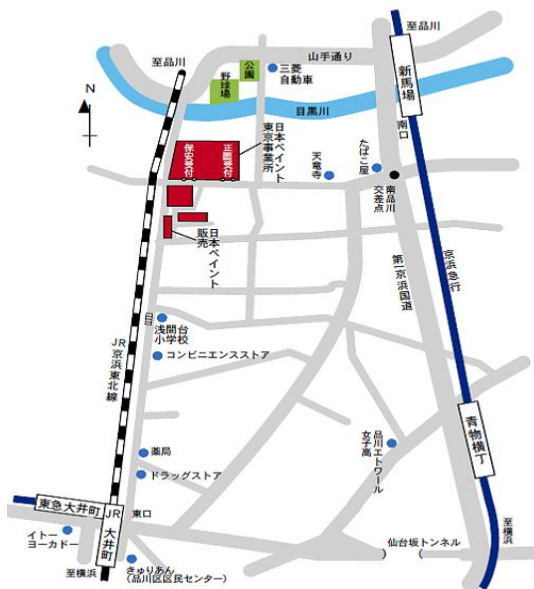 至品川
至品川
山手通り
公園
野球場
三菱
自動車
新馬場
N
目黒川
南口
保安受付
正面受付
日本ペイント
東京事業所
天竜寺
たばこ屋
南品川
交差点
日本ペイント
販売
第一京浜国道
京浜急行
浅間台
小学校
JR京浜東北線
コンビニエンスストア
品川エトワール
女子高
青物横丁
薬局
ドラッグストア
東急大井町
JR大井町
東口
イトー
ヨーカドー
至横浜
きゅりあん
(品川区区民センター)
仙台坂トンネル
至横浜